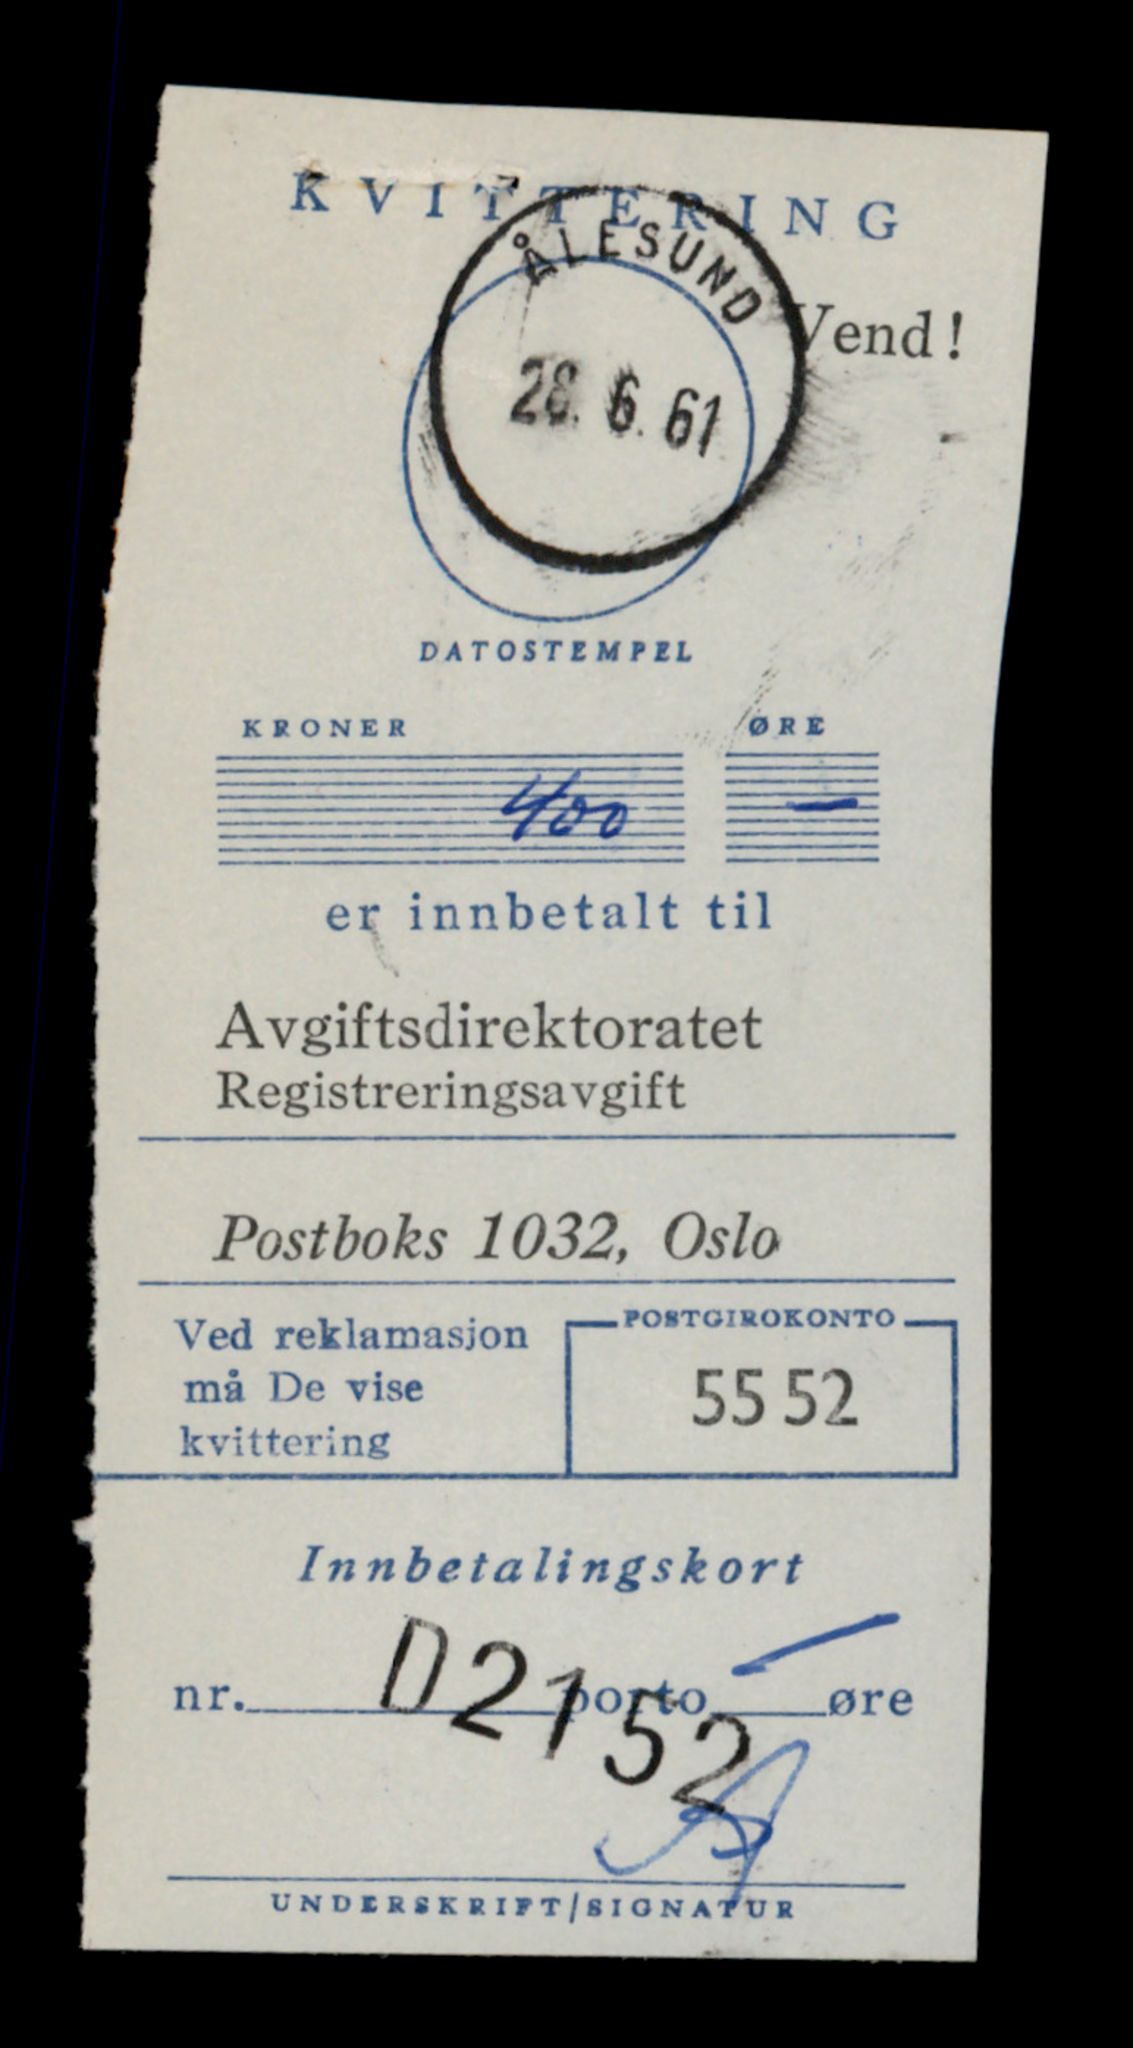 KVITTERING
ÅLESUND
Vend!
28. 6. 61
DATOSTEMPEL
KRONER ØRE
400 —
er innbetalt til
Avgiftsdirektoratet
Registreringsavgift
Postboks 1032, Oslo
Ved reklamasjon
må De vise
kvittering
POSTGIROKONTO
55 52
Innbetalingskort
nr. D2152 porto — øre
UNDERSKRIFT/SIGNATUR